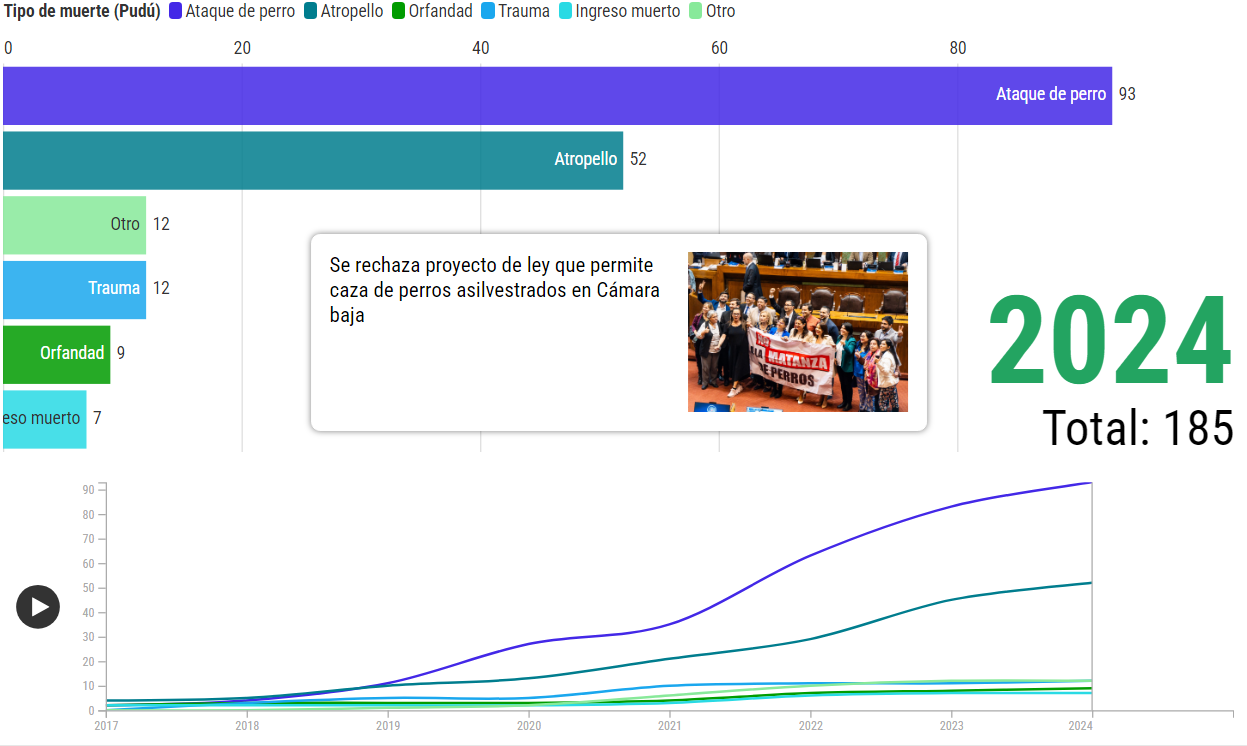 Tipo de muerte (Pudú) Ataque de perro Atropello Orfandad Trauma Ingreso muerto Otro
0 20 40 60 80
Ataque de perro 93
Atropello 52
Otro 12
Trauma 12
Orfandad 9
eso muerto 7
Se rechaza proyecto de ley que permite
caza de perros asilvestrados en Cámara
baja
LA MATANZA
DE PERROS
2024
Total: 185
90
80
70
60
50
40
30
20
10
0
2017 2018 2019 2020 2021 2022 2023 2024